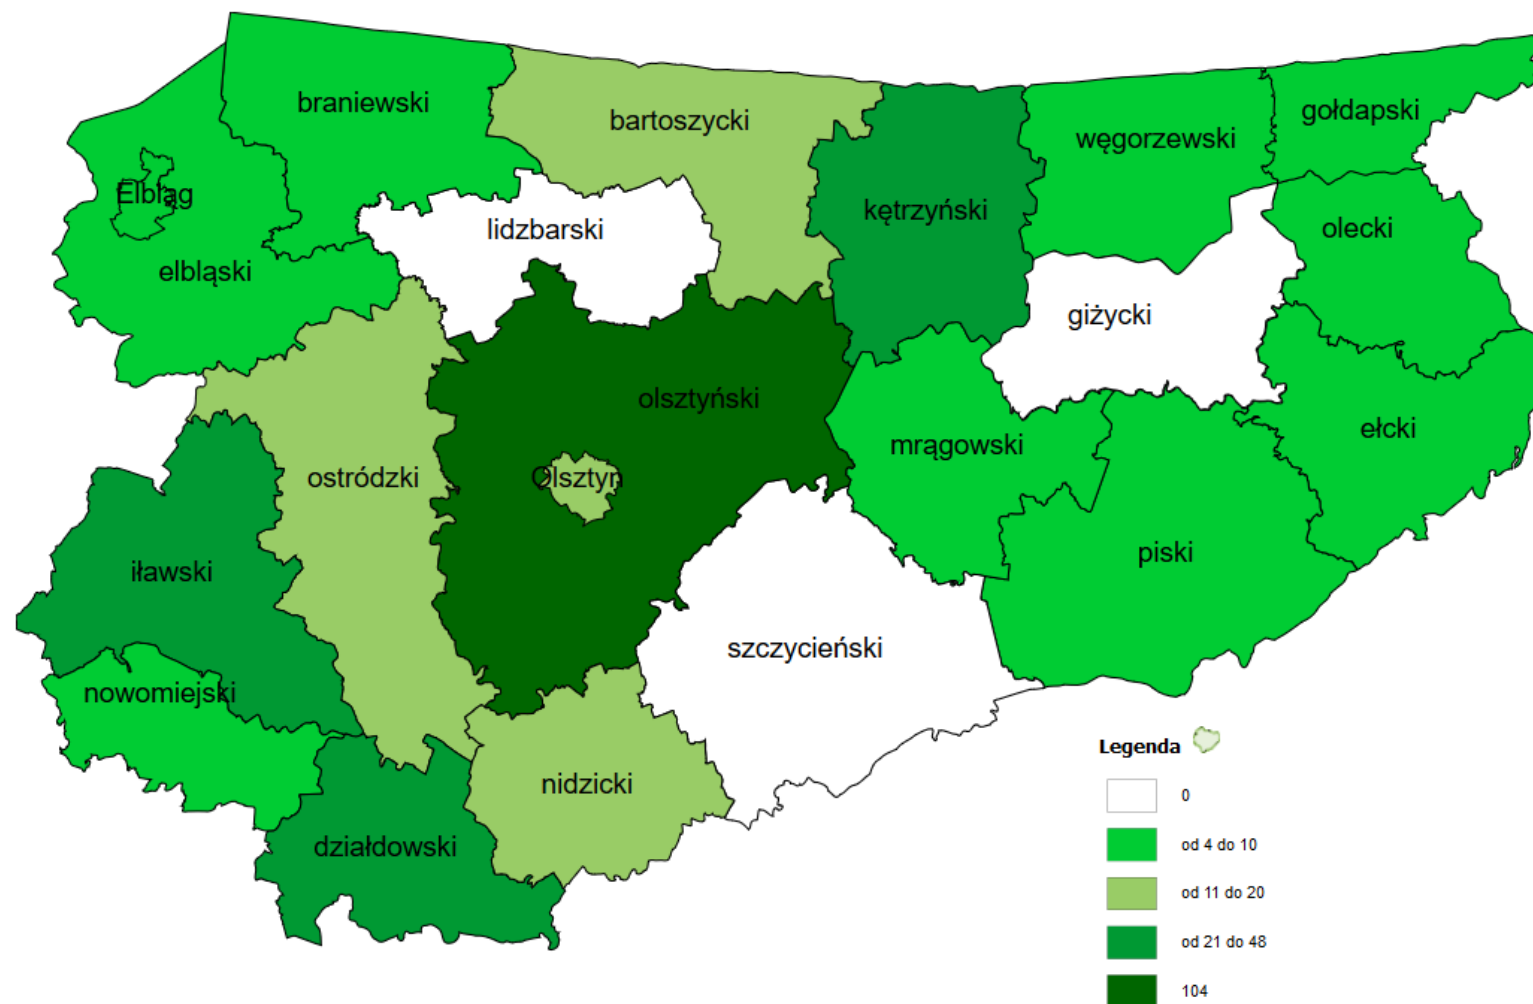 braniewski
bartoszycki
gołdapski
węgorzewski
Elbląg
kętrzyński
lidzbarski
olecki
elbląski
giżycki
olsztyński
ełcki
mrągowski
ostródzki
Olsztyn
piski
iławski
szczycieński
nowomiejski
nidzicki
działdowski
Legenda
0
od 4 do 10
od 11 do 20
od 21 do 48
104